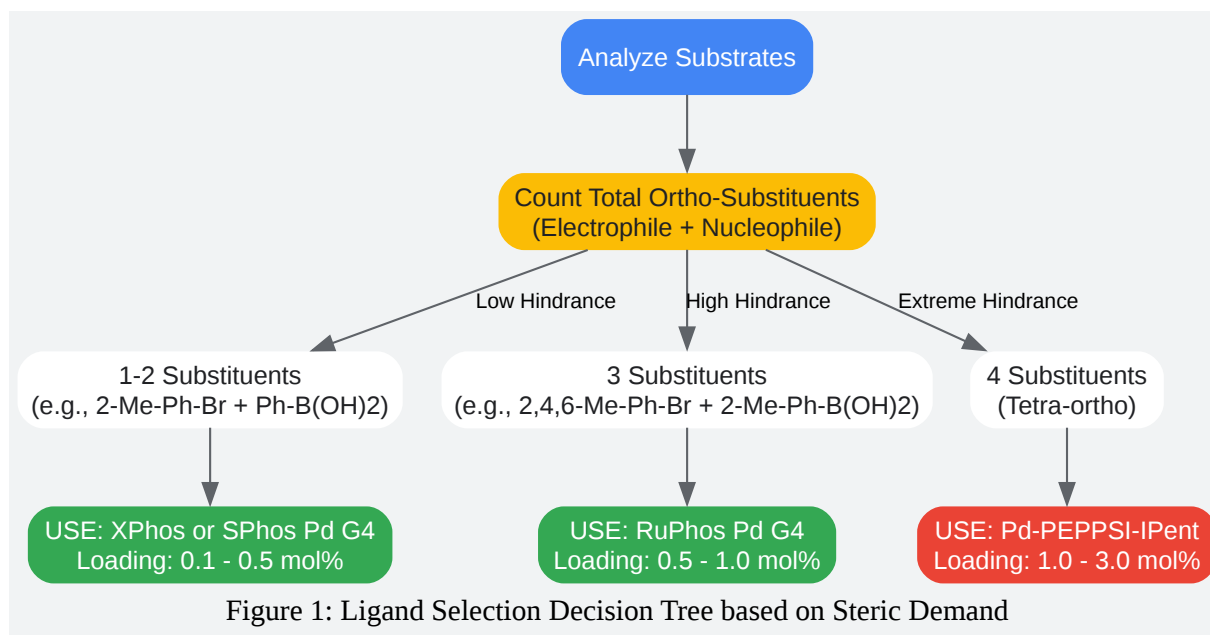 Analyze Substrates
Count Total Ortho-Substituents
(Electrophile + Nucleophile)
Low Hindrance
High Hindrance
Extreme Hindrance
1-2 Substituents
(e.g., 2-Me-Ph-Br + Ph-B(OH)2)
3 Substituents
(e.g., 2,4,6-Me-Ph-Br + 2-Me-Ph-B(OH)2)
4 Substituents
(Tetra-ortho)
USE: XPhos or SPhos Pd G4
Loading: 0.1 - 0.5 mol%
USE: RuPhos Pd G4
Loading: 0.5 - 1.0 mol%
USE: Pd-PEPPSI-IPent
Loading: 1.0 - 3.0 mol%
Figure 1: Ligand Selection Decision Tree based on Steric Demand